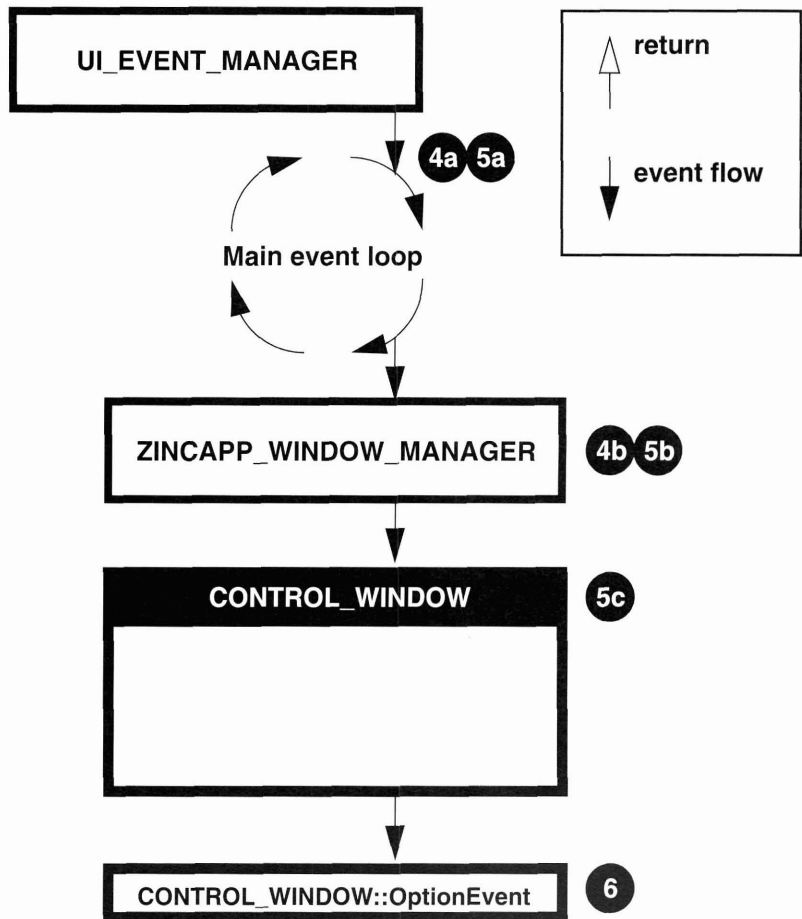 UI_EVENT_MANAGER
return
event flow
4a 5a
Main event loop
ZINCAPP_WINDOW_MANAGER
4b 5b
CONTROL_WINDOW
5c
CONTROL_WINDOW::OptionEvent
6